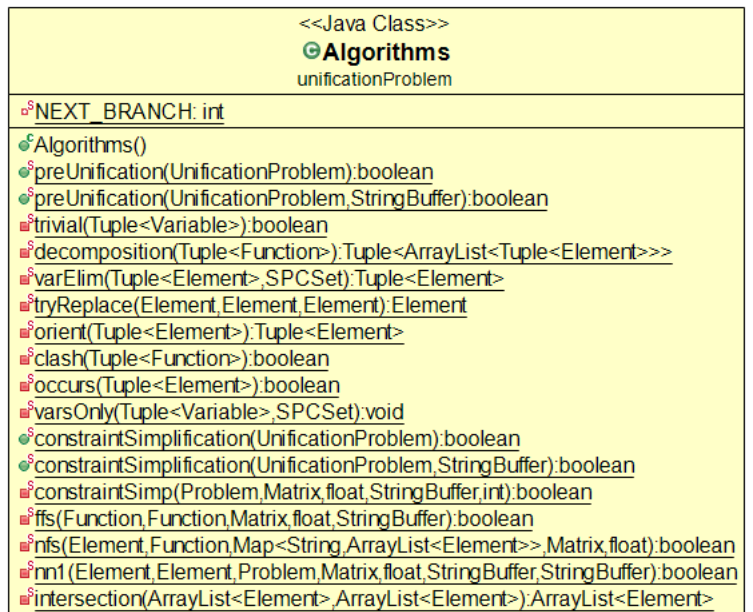 <<Java Class>>
Algorithms
unificationProblem
NEXT_BRANCH: int
Algorithms()
preUnification(UnificationProblem):boolean
preUnification(UnificationProblem,StringBuffer):boolean
trivial(Tuple<Variable>):boolean
decomposition(Tuple<Function>):Tuple<ArrayList<Tuple<Element>>>
varElim(Tuple<Element>,SPCSet):Tuple<Element>
tryReplace(Element,Element,Element):Element
orient(Tuple<Element>):Tuple<Element>
clash(Tuple<Function>):boolean
occurs(Tuple<Element>):boolean
varsOnly(Tuple<Variable>,SPCSet):void
constraintSimplification(UnificationProblem):boolean
constraintSimplification(UnificationProblem,StringBuffer):boolean
constraintSimp(Problem,Matrix,float,StringBuffer,int):boolean
ffs(Function,Function,Matrix,float,StringBuffer):boolean
nfs(Element,Function,Map<String,ArrayList<Element>>,Matrix,float):boolean
nn1(Element,Element,Problem,Matrix,float,StringBuffer,StringBuffer):boolean
intersection(ArrayList<Element>,ArrayList<Element>):ArrayList<Element>